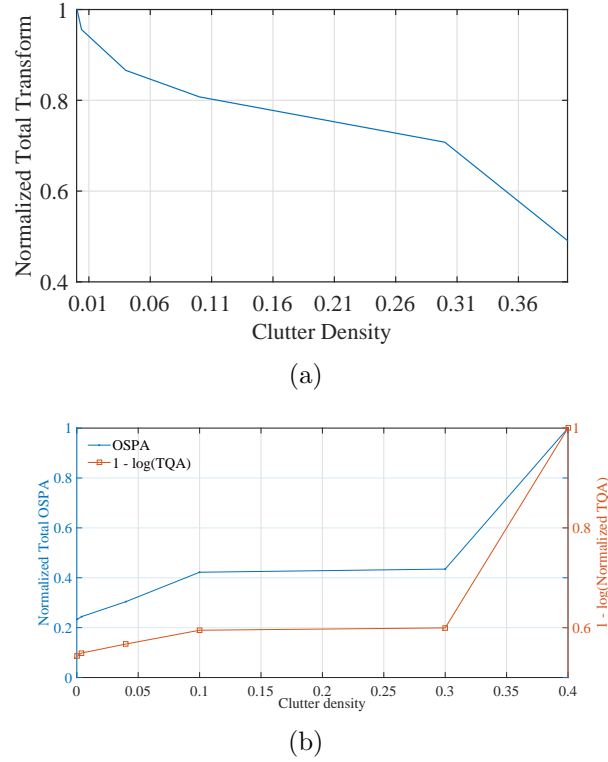 1
0.8
0.6
0.4
Normalized Total Transform
0.01 0.06 0.11 0.16 0.21 0.26 0.31 0.36
Clutter Density
(a)
OSPA
1 - log(TQA)
1
0.8
0.6
0.4
0.2
0
Normalized Total OSPA
1
0.8
0.6
1 - log(Normalized TQA)
0 0.05 0.1 0.15 0.2 0.25 0.3 0.35 0.4
Clutter density
(b)